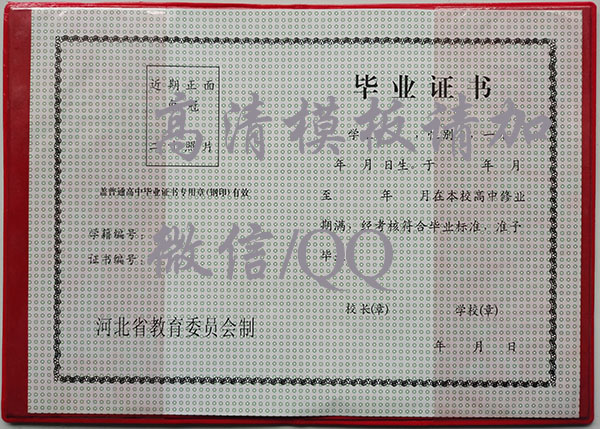 毕业证书
近期正面
免冠
二寸照片
学生 ,性别 ,一
年 月 日生,于 年 月
至 年 月在本校高中修业
期满,经考核符合毕业标准,准予
毕
盖普通高中毕业证书专用章(钢印)有效
学籍编号:
证书编号:
校长(章) 学校(章)
河北省教育委员会制
年 月 日
高清模板请加
微信/QQ